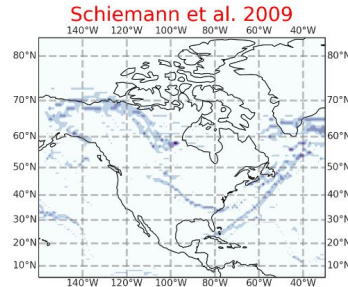 Schiemann et al. 2009
140°W 120°W 100°W 80°W 60°W 40°W
80°N 80°N
70°N 70°N
60°N 60°N
50°N 50°N
40°N 40°N
30°N 30°N
20°N 20°N
10°N 10°N
140°W 120°W 100°W 80°W 60°W 40°W